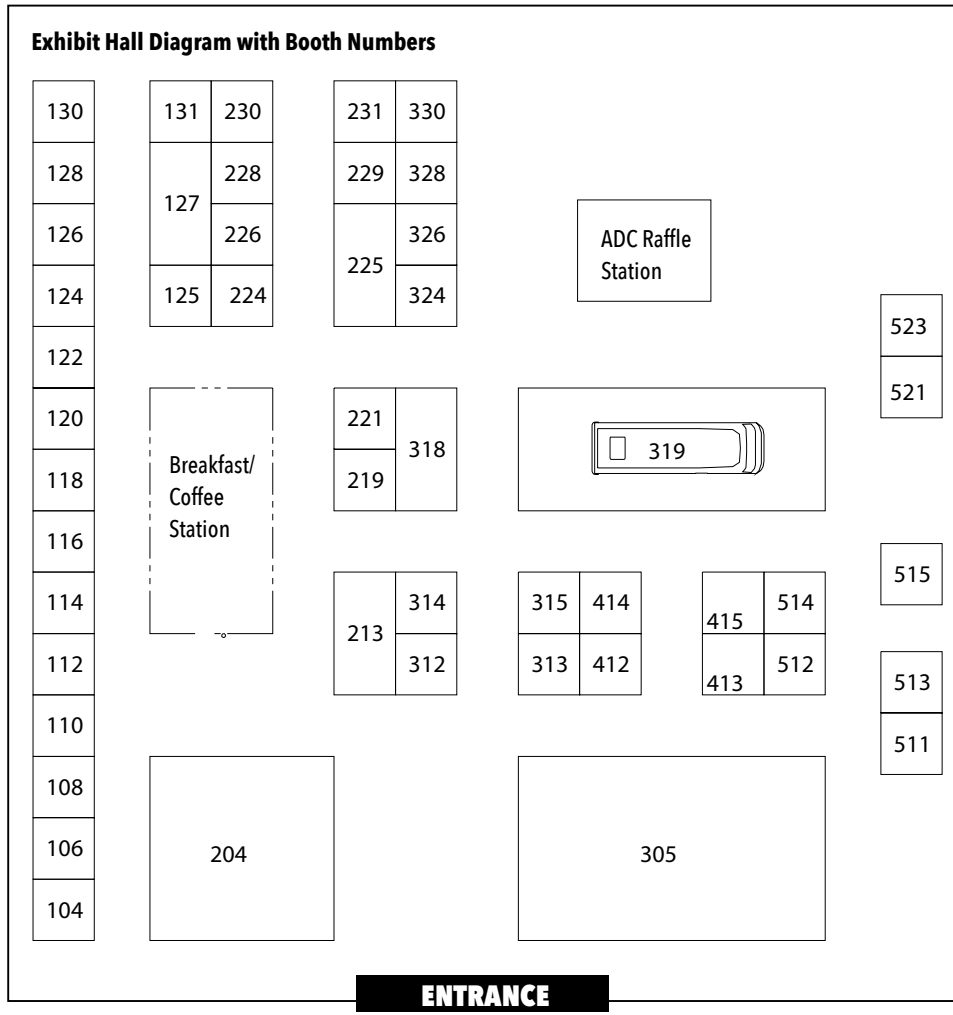 Exhibit Hall Diagram with Booth Numbers
130 131 230 231 330
128 228 229 328
127
126 226 326
ADC Raffle
Station
225
124 125 224 324
523
122
521
120 221
318 319
118 219
Breakfast/
Coffee
Station
116
515
114 314 315 414 415 514
213
112 312 313 412 413 512
513
110
511
108
106 204 305
104
ENTRANCE